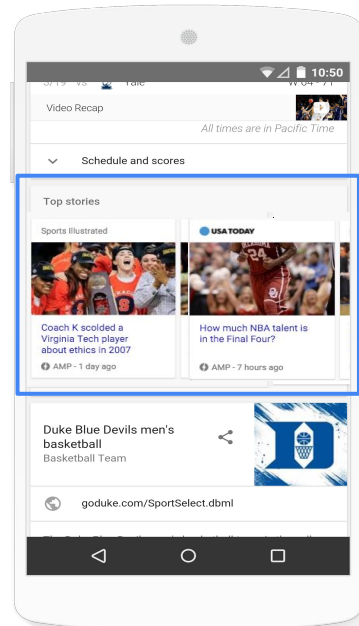 10:50
Video Recap
All times are in Pacific Time
Schedule and scores
Top stories
Sports Illustrated
Coach K scolded a
Virginia Tech player
about ethics in 2007
AMP - 1 day ago
USA TODAY
How much NBA talent is
in the Final Four?
AMP - 7 hours ago
Duke Blue Devils men's
basketball
Basketball Team
goduke.com/SportSelect.dbml